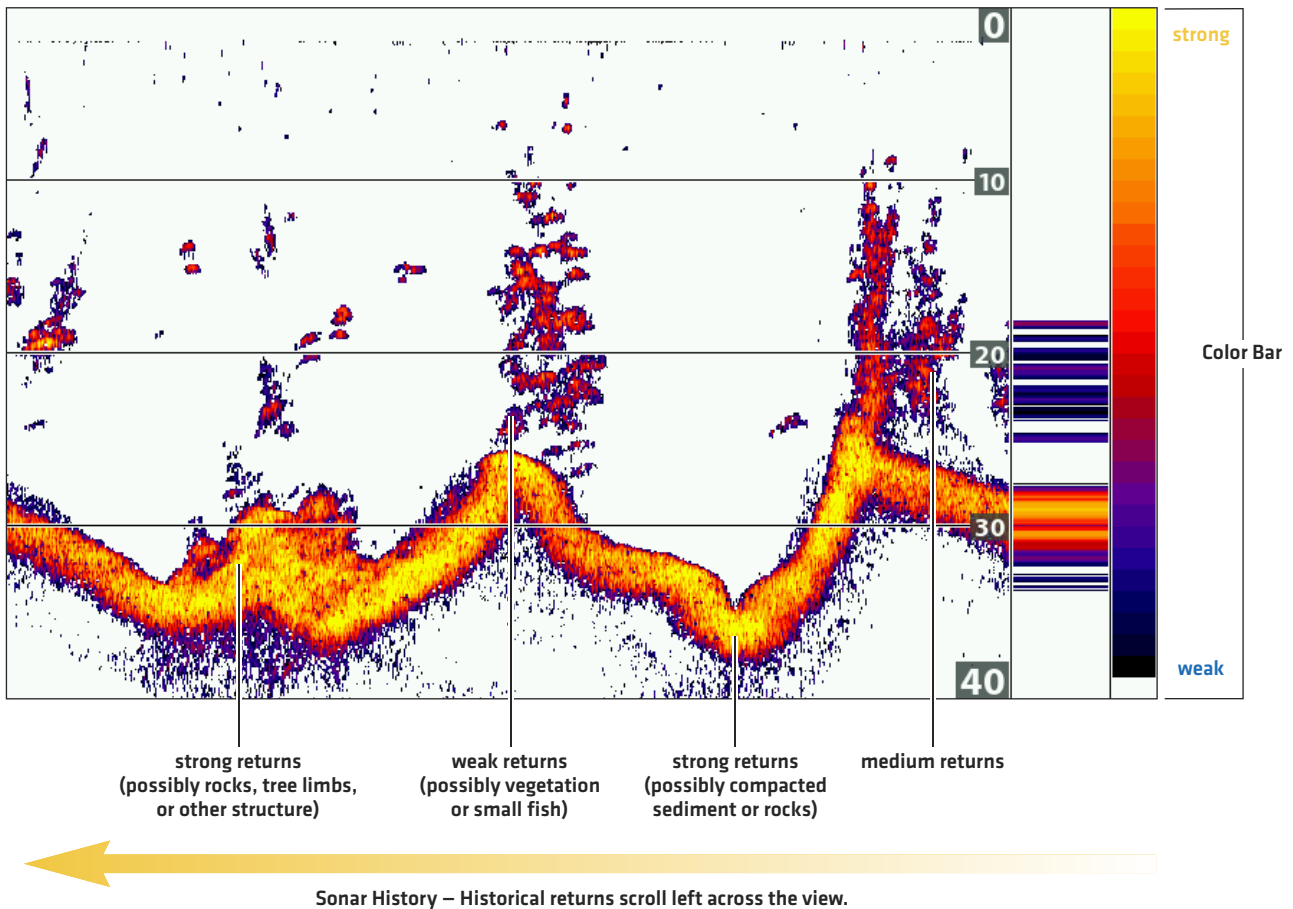 0
strong
10
20
Color Bar
30
40
weak
strong returns
(possibly rocks, tree limbs,
or other structure)
weak returns
(possibly vegetation
or small fish)
strong returns
(possibly compacted
sediment or rocks)
medium returns
Sonar History – Historical returns scroll left across the view.